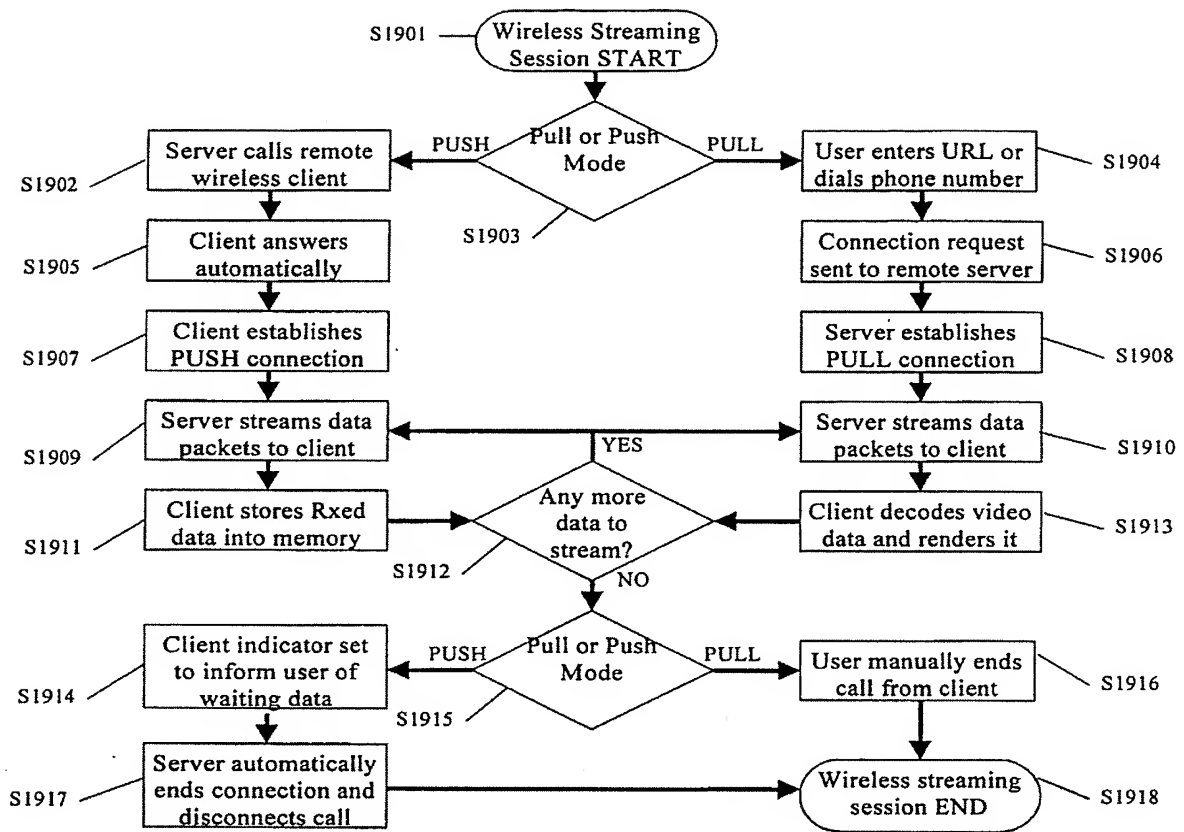 S1901
Wireless Streaming
Session START
PUSH
Pull or Push
Mode
PULL
S1903
S1902
Server calls remote
wireless client
User enters URL or
dials phone number
S1904
S1905
Client answers
automatically
Connection request
sent to remote server
S1906
S1907
Client establishes
PUSH connection
Server establishes
PULL connection
S1908
S1909
Server streams data
packets to client
YES
Server streams data
packets to client
S1910
S1911
Client stores Rxed
data into memory
Any more
data to
stream?
S1912
NO
Client decodes video
data and renders it
S1913
S1914
Client indicator set
to inform user of
waiting data
PUSH
Pull or Push
Mode
PULL
S1915
User manually ends
call from client
S1916
S1917
Server automatically
ends connection and
disconnects call
Wireless streaming
session END
S1918